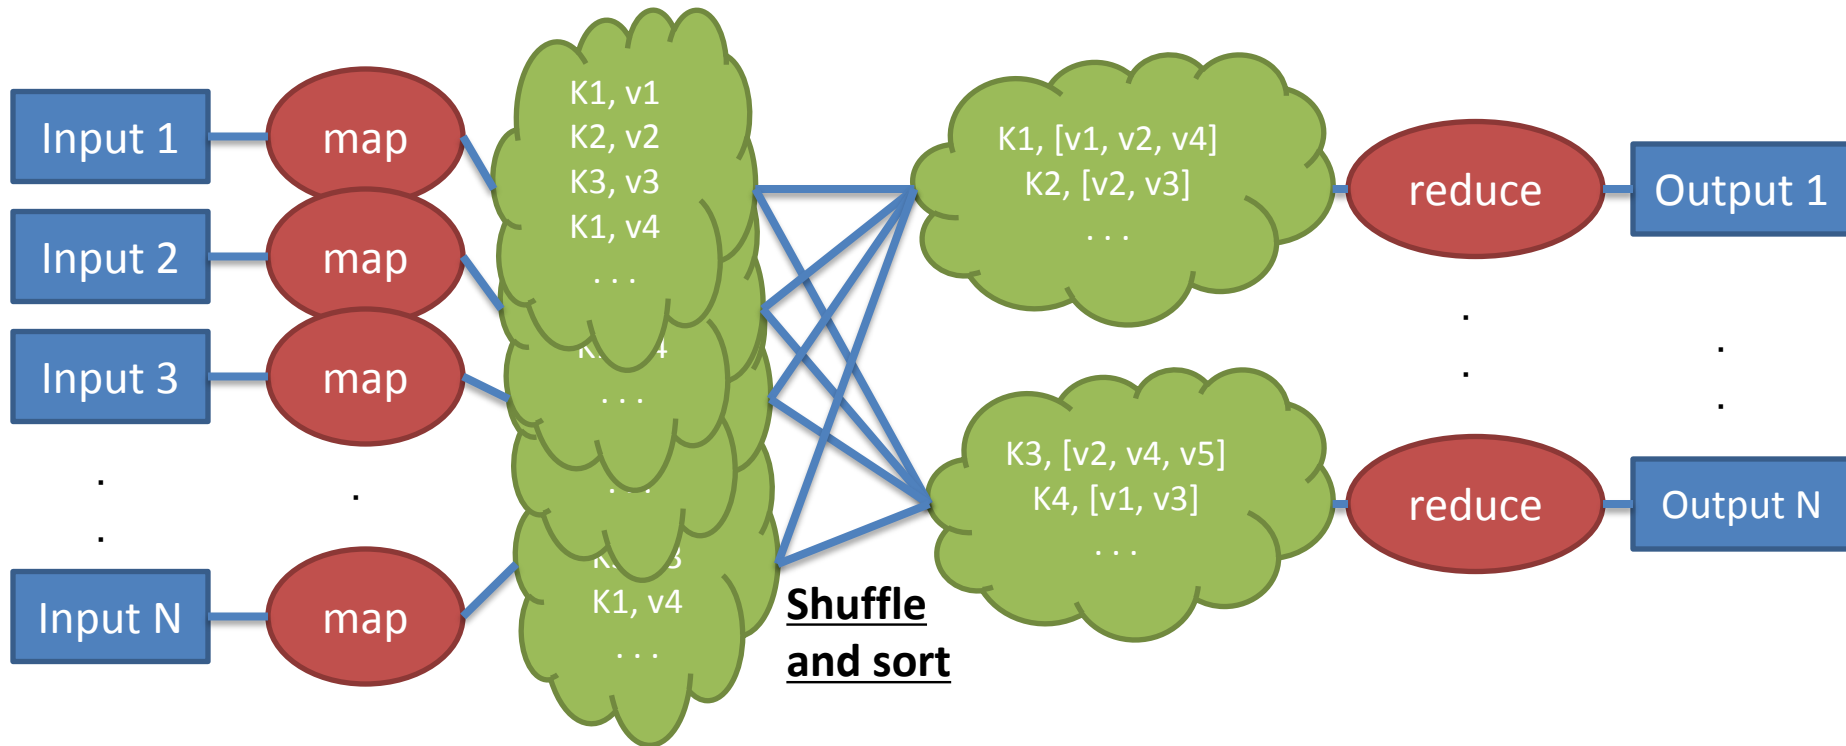 Input 1
map
Input 2
map
Input 3
map
.
.
.
Input N
map
K1, v1
K2, v2
K3, v3
K1, v4
. . .
. . .
. . .
K1, v4
. . .
Shuffle
and sort
K1, [v1, v2, v4]
K2, [v2, v3]
. . .
K3, [v2, v4, v5]
K4, [v1, v3]
. . .
reduce
Output 1
.
.
.
.
reduce
Output N